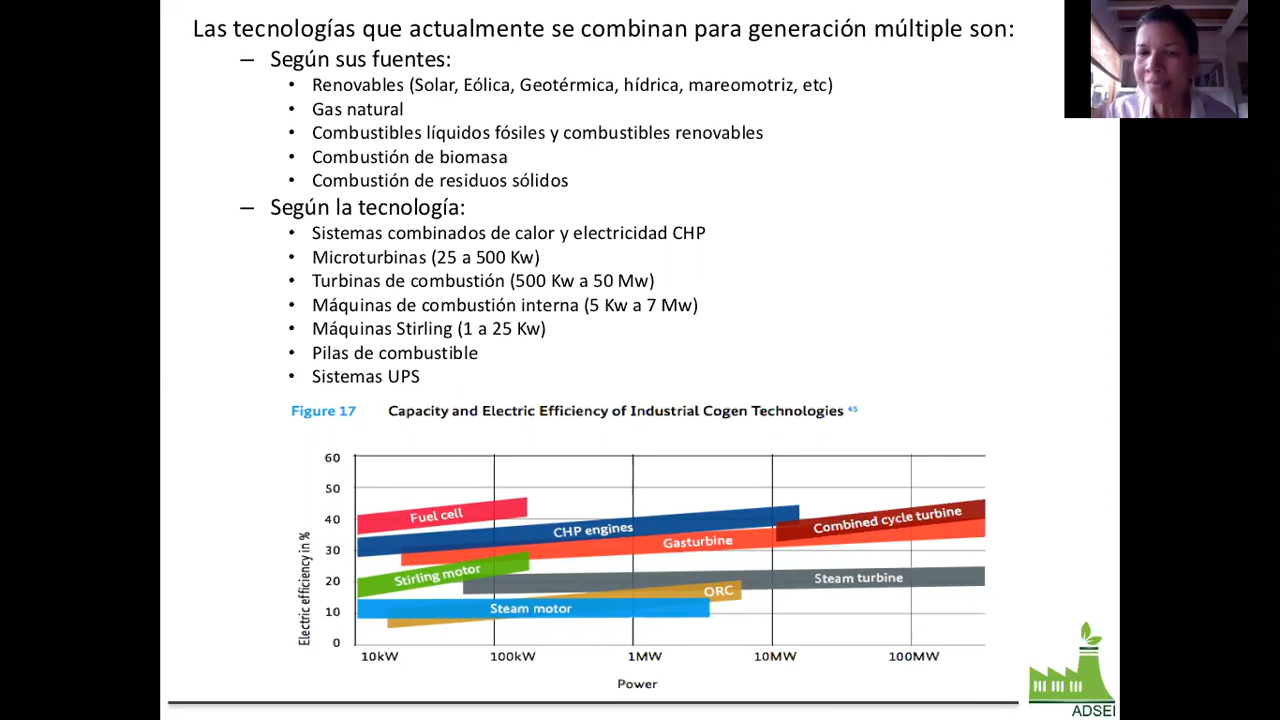 Las tecnologías que actualmente se combinan para generación múltiple son:
– Según sus fuentes:
• Renovables (Solar, Eólica, Geotérmica, hídrica, mareomotriz, etc)
• Gas natural
• Combustibles líquidos fósiles y combustibles renovables
• Combustión de biomasa
• Combustión de residuos sólidos
– Según la tecnología:
• Sistemas combinados de calor y electricidad CHP
• Microturbinas (25 a 500 Kw)
• Turbinas de combustión (500 Kw a 50 Mw)
• Máquinas de combustión interna (5 Kw a 7 Mw)
• Máquinas Stirling (1 a 25 Kw)
• Pilas de combustible
• Sistemas UPS
Figure 17 Capacity and Electric Efficiency of Industrial Cogen Technologies 45
Electric efficiency in %
60
50
40
30
20
10
0
Fuel cell
CHP engines
Combined cycle turbine
Gasturbine
Stirling motor
Steam turbine
ORC
Steam motor
10kW 100kW 1MW 10MW 100MW
Power
ADSEI